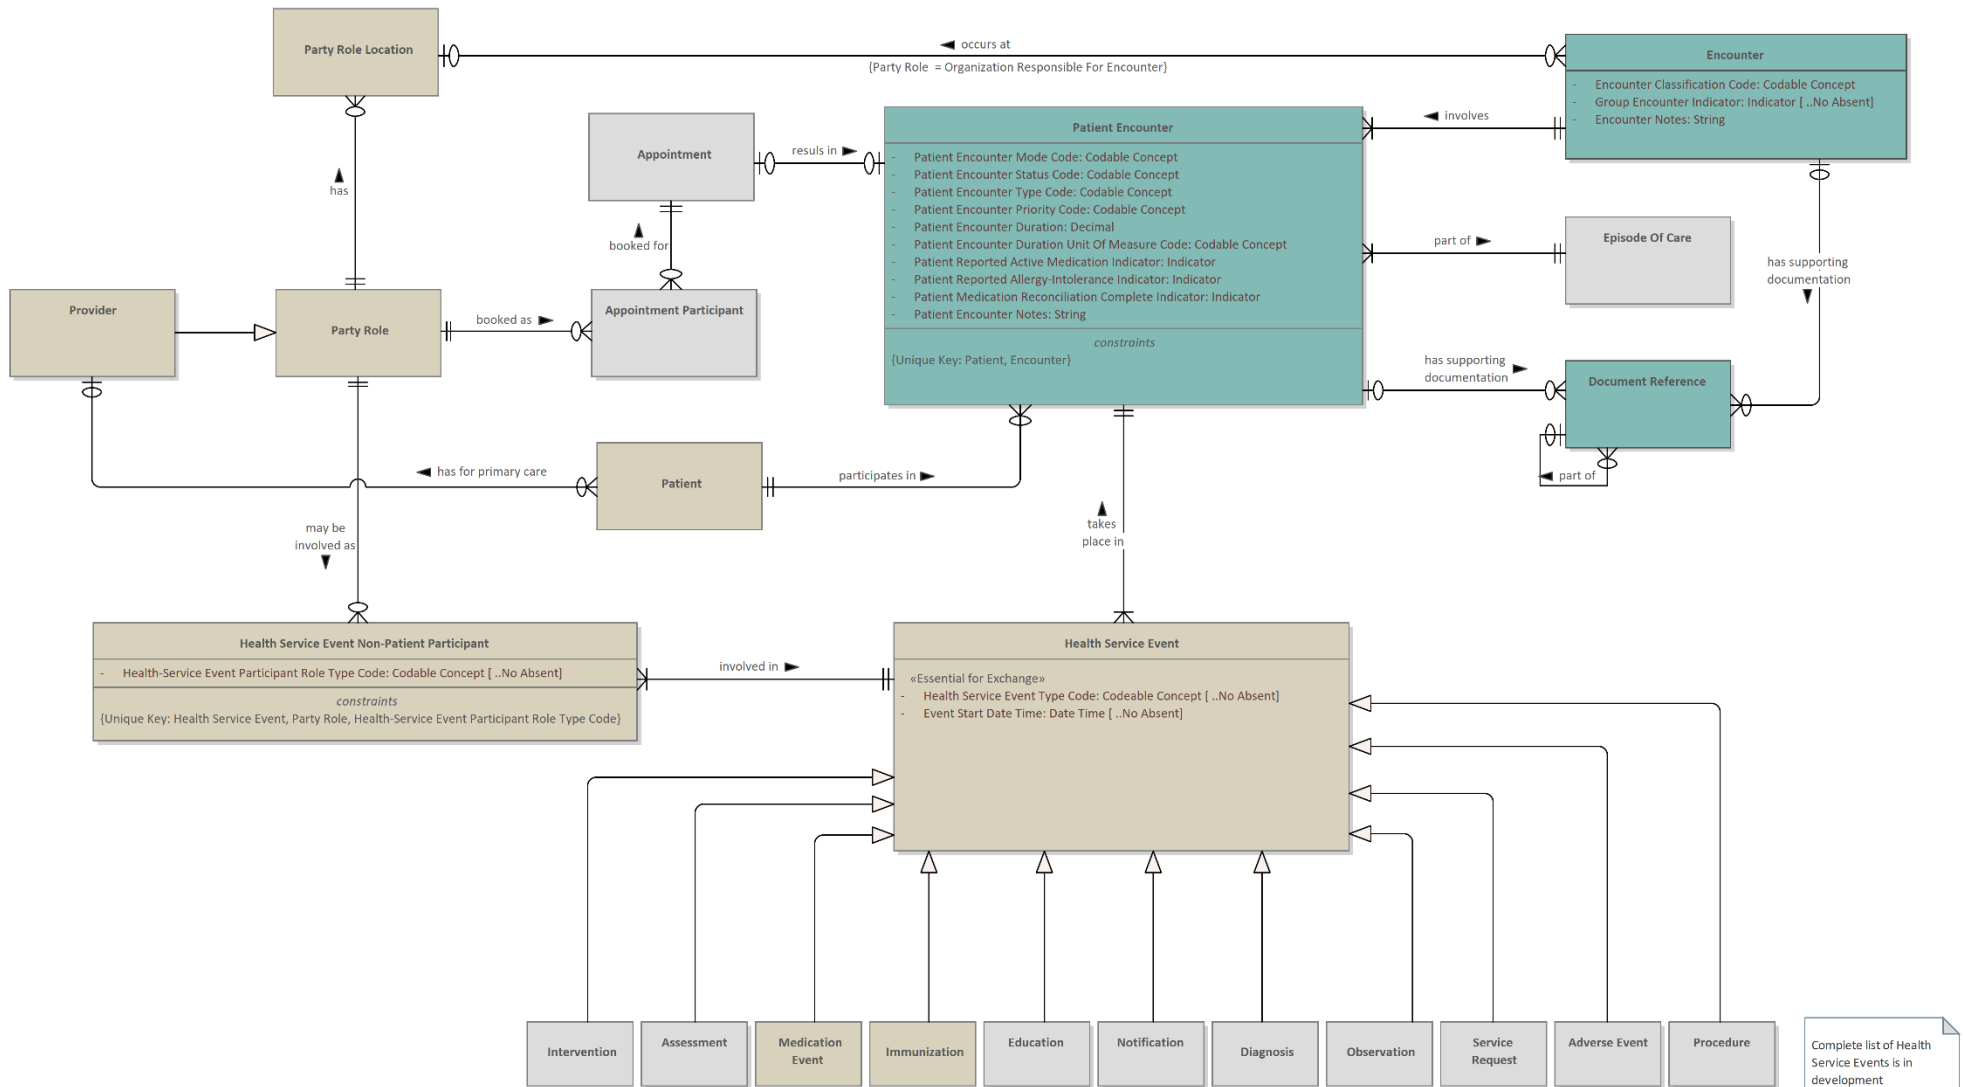 Party Role Location
occurs at
{Party Role  = Organization Responsible For Encounter}
Encounter
- Encounter Classification Code: Codable Concept
- Group Encounter Indicator: Indicator [ ..No Absent]
- Encounter Notes: String
involves
Appointment
resuls in
Patient Encounter
- Patient Encounter Mode Code: Codable Concept
- Patient Encounter Status Code: Codable Concept
- Patient Encounter Type Code: Codable Concept
- Patient Encounter Priority Code: Codable Concept
- Patient Encounter Duration: Decimal
- Patient Encounter Duration Unit Of Measure Code: Codable Concept
- Patient Reported Active Medication Indicator: Indicator
- Patient Reported Allergy-Intolerance Indicator: Indicator
- Patient Medication Reconciliation Complete Indicator: Indicator
- Patient Encounter Notes: String
constraints
{Unique Key: Patient, Encounter}
has
booked for
part of
Episode Of Care
has supporting
documentation
Provider
Party Role
booked as
Appointment Participant
has supporting
documentation
Document Reference
part of
has for primary care
Patient
participates in
may be
involved as
takes
place in
Health Service Event Non-Patient Participant
- Health-Service Event Participant Role Type Code: Codable Concept [ ..No Absent]
constraints
{Unique Key: Health Service Event, Party Role, Health-Service Event Participant Role Type Code}
involved in
Health Service Event
«Essential for Exchange»
- Health Service Event Type Code: Codeable Concept [ ..No Absent]
- Event Start Date Time: Date Time [ ..No Absent]
Intervention
Assessment
Medication
Event
Immunization
Education
Notification
Diagnosis
Observation
Service
Request
Adverse Event
Procedure
Complete list of Health
Service Events is in
development